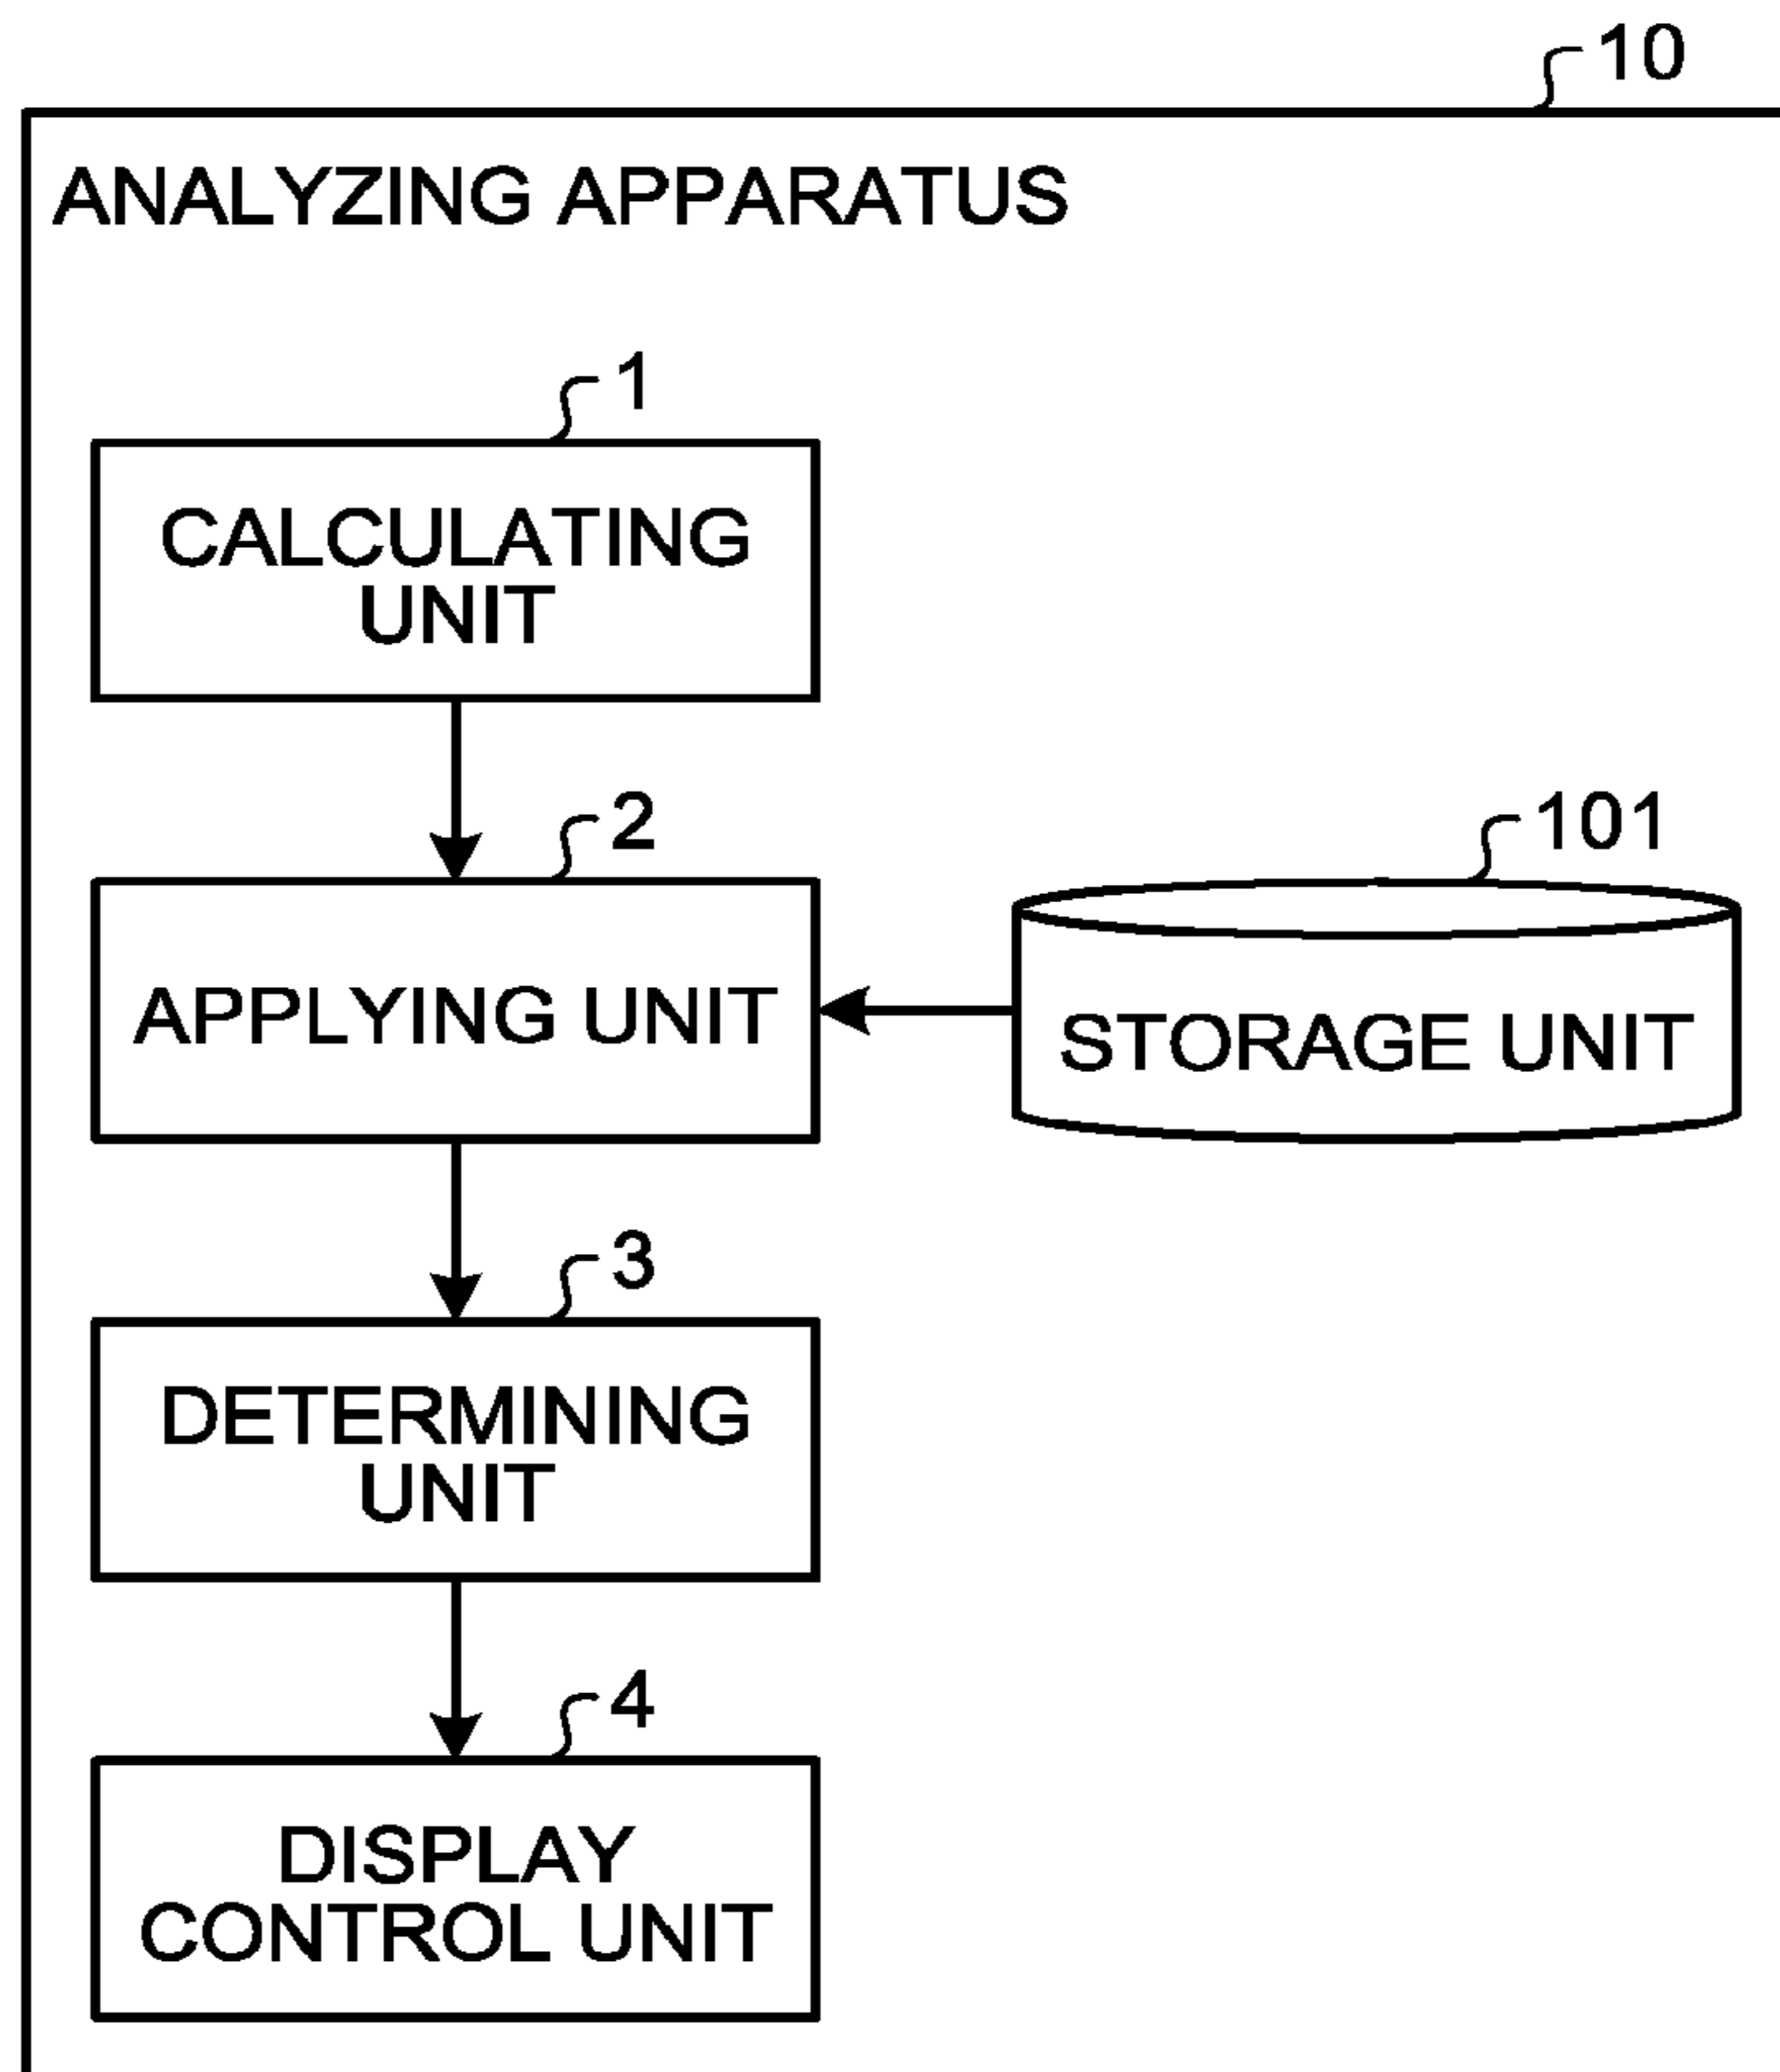 10
ANALYZING APPARATUS
1
CALCULATING
UNIT
2
APPLYING UNIT
101
STORAGE UNIT
3
DETERMINING
UNIT
4
DISPLAY
CONTROL UNIT